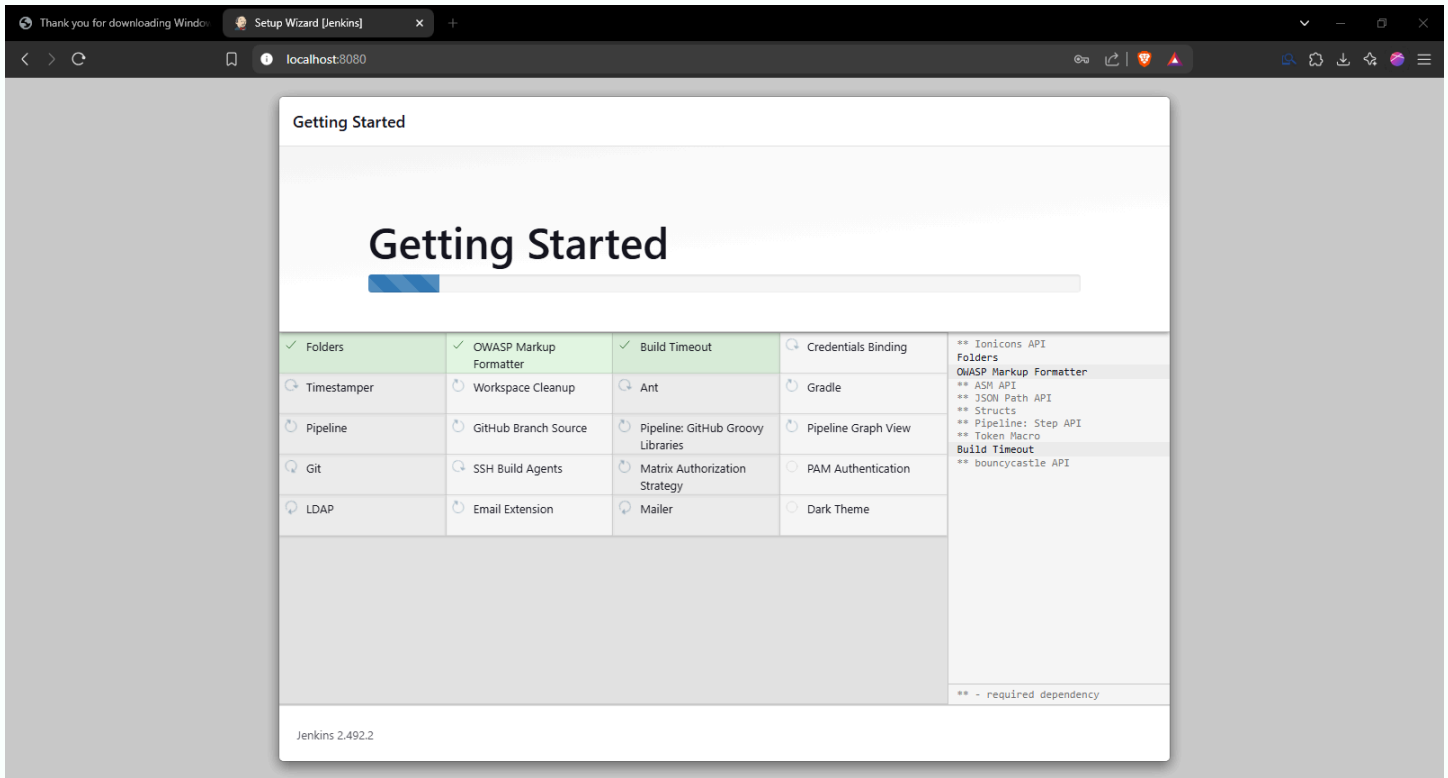 Thank you for downloading Windov
Setup Wizard [Jenkins]
localhost:8080
Getting Started
Getting Started
Folders
OWASP Markup
Formatter
Build Timeout
Credentials Binding
Timestamper
Workspace Cleanup
Ant
Gradle
Pipeline
GitHub Branch Source
Pipeline: GitHub Groovy
Libraries
Pipeline Graph View
Git
SSH Build Agents
Matrix Authorization
Strategy
PAM Authentication
LDAP
Email Extension
Mailer
Dark Theme
** Ionicons API
Folders
OWASP Markup Formatter
** ASM API
** JSON Path API
** Structs
** Pipeline: Step API
** Token Macro
Build Timeout
** bouncycastle API
** - required dependency
Jenkins 2.492.2